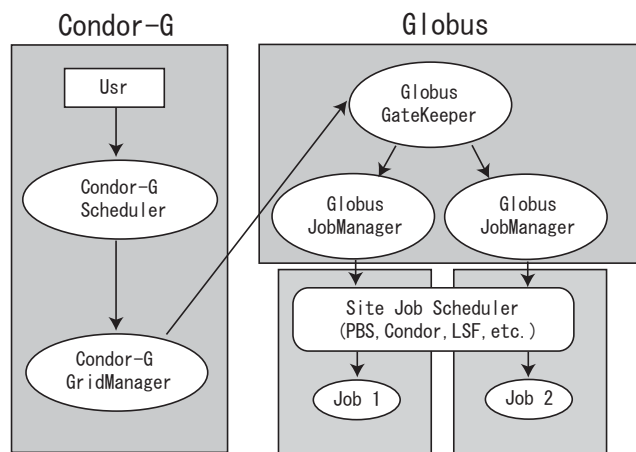 Condor-G
Usr
Condor-G
Scheduler
Condor-G
GridManager
Globus
Globus
GateKeeper
Globus
JobManager
Globus
JobManager
Site Job Scheduler
(PBS,Condor,LSF,etc.)
Job 1
Job 2